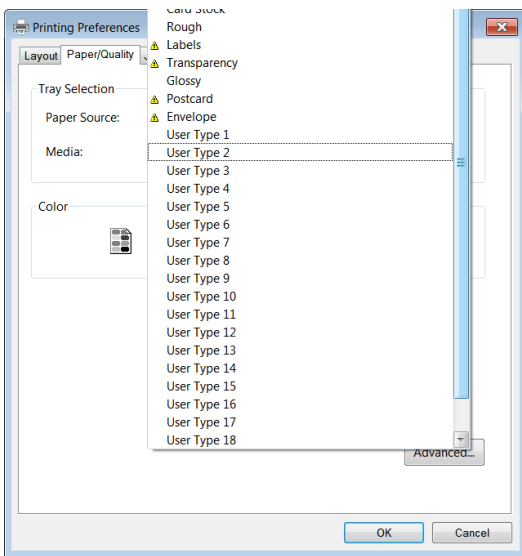 Card Stock
Printing Preferences
Rough
Layout Paper/Quality
Labels
Transparency
Tray Selection
Glossy
Postcard
Paper Source:
Envelope
User Type 1
Media:
User Type 2
User Type 3
User Type 4
Color
User Type 5
User Type 6
User Type 7
User Type 8
User Type 9
User Type 10
User Type 11
User Type 12
User Type 13
User Type 14
User Type 15
User Type 16
User Type 17
User Type 18
Advanced...
OK Cancel